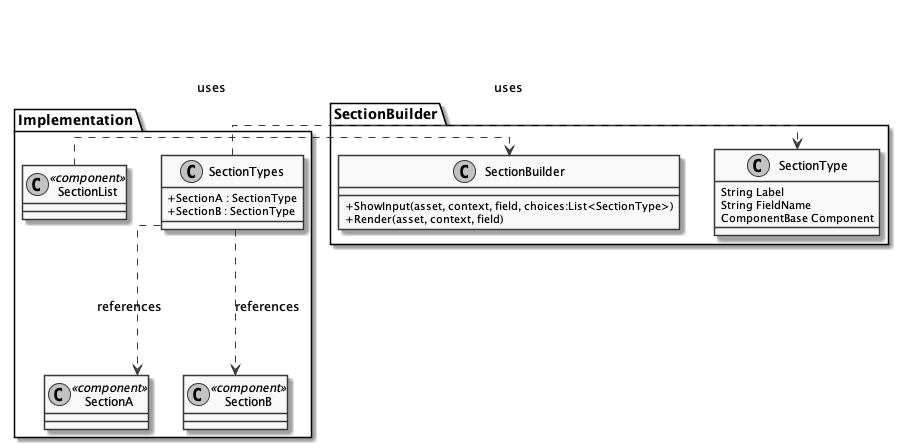 uses
uses
Implementation
SectionBuilder
C
«component»
SectionList
C
SectionTypes
+SectionA : SectionType
+SectionB : SectionType
C
SectionBuilder
+ShowInput(asset, context, field, choices:List<SectionType>)
+Render(asset, context, field)
C
SectionType
String Label
String FieldName
ComponentBase Component
references
references
C
«component»
SectionA
C
«component»
SectionB